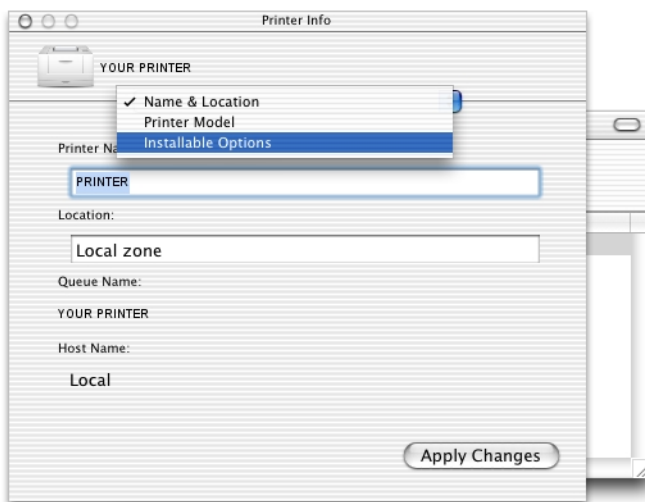 Printer Info
YOUR PRINTER
✓ Name & Location
Printer Model
Installable Options
Printer Na
PRINTER
Location:
Local zone
Queue Name:
YOUR PRINTER
Host Name:
Local
Apply Changes